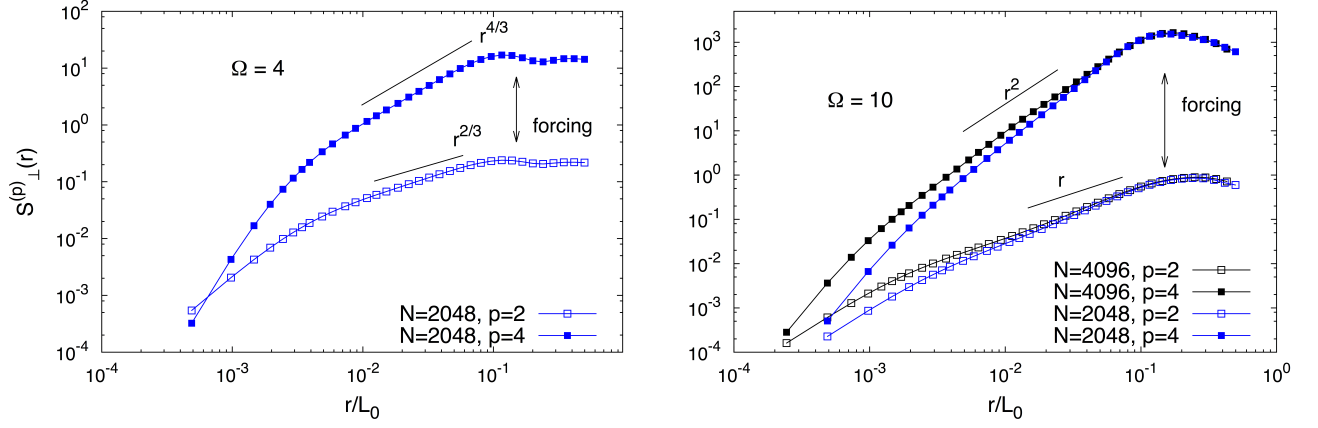 S⊥^(p)(r)
10^2
10^1
10^0
10^-1
10^-2
10^-3
10^-4
Ω = 4
r^4/3
r^2/3
forcing
N=2048, p=2
N=2048, p=4
10^-4
10^-3
10^-2
10^-1
r/L_0
10^3
10^2
10^1
10^0
10^-1
10^-2
10^-3
10^-4
Ω = 10
r^2
r
forcing
N=4096, p=2
N=4096, p=4
N=2048, p=2
N=2048, p=4
10^-4
10^-3
10^-2
10^-1
10^0
r/L_0